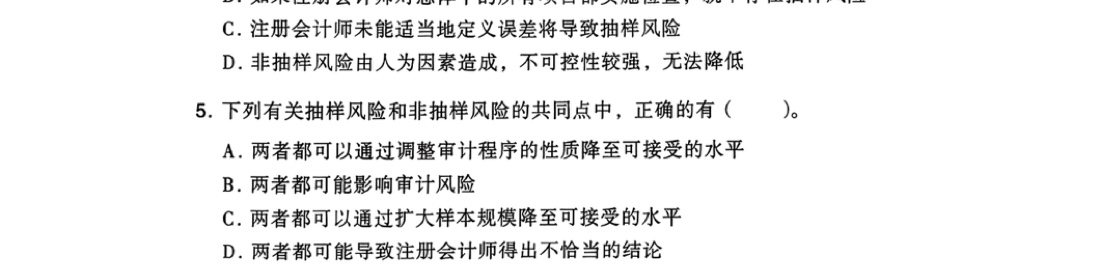 C. 注册会计师未能适当地定义误差将导致抽样风险
D. 非抽样风险由人为因素造成，不可控性较强，无法降低
5. 下列有关抽样风险和非抽样风险的共同点中，正确的有（　　）。
A. 两者都可以通过调整审计程序的性质降至可接受的水平
B. 两者都可能影响审计风险
C. 两者都可以通过扩大样本规模降至可接受的水平
D. 两者都可能导致注册会计师得出不恰当的结论